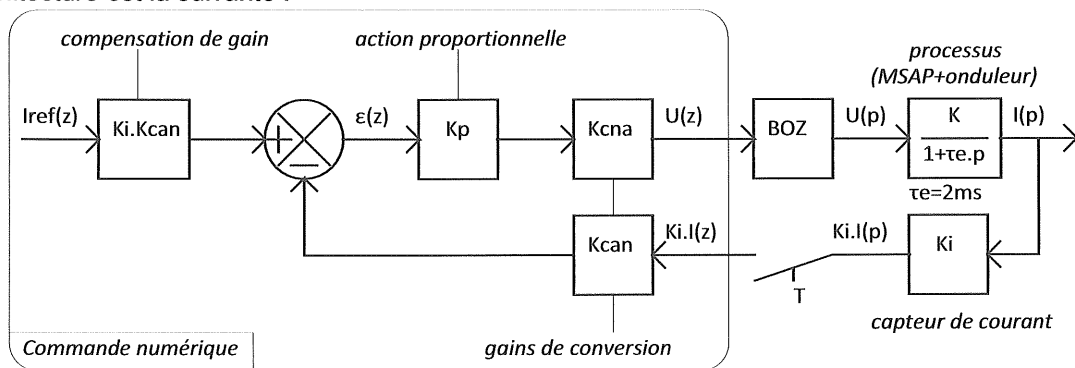 compensation de gain
action proportionnelle
processus
(MSAP+onduleur)
Iref(z)
Ki.Kcan
ε(z)
Kp
Kcna
U(z)
BOZ
U(p)
K
1+τe.p
I(p)
τe=2ms
Kcan
Ki.I(z)
Ki.I(p)
Ki
T
capteur de courant
Commande numérique
gains de conversion